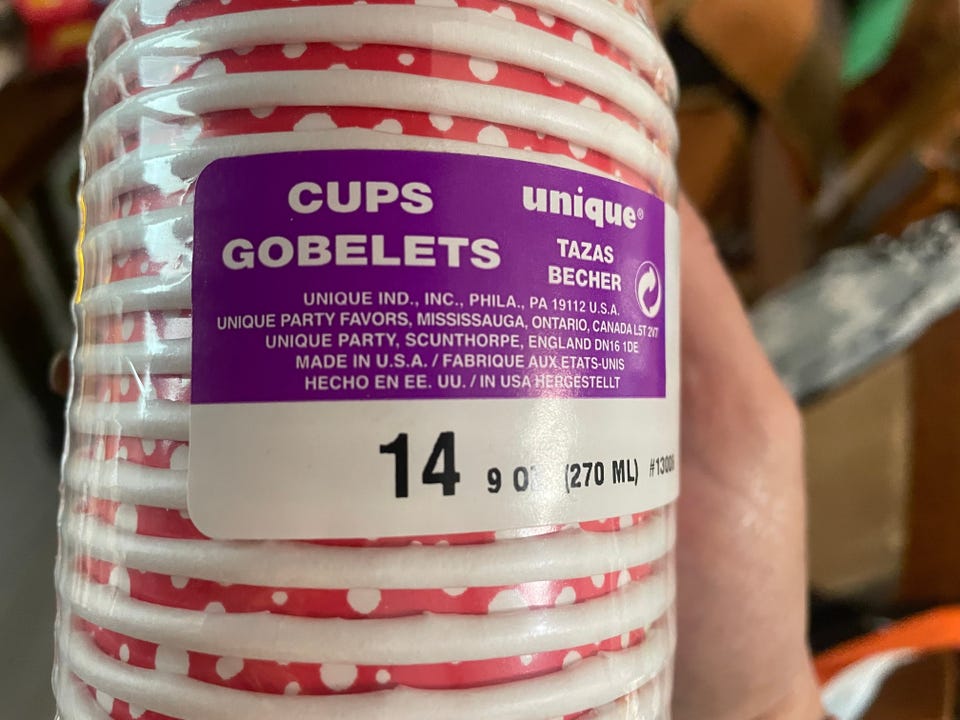 CUPS
GOBELETS
unique®
TAZAS
BECHER
UNIQUE IND., INC., PHILA., PA 19112 U.S.A.
UNIQUE PARTY FAVORS, MISSISSAUGA, ONTARIO, CANADA L5T 2V7
UNIQUE PARTY, SCUNTHORPE, ENGLAND DN16 1DE
MADE IN U.S.A. / FABRIQUE AUX ETATS-UNIS
HECHO EN EE. UU. / IN USA HERGESTELLT
14 9 (270 ML)